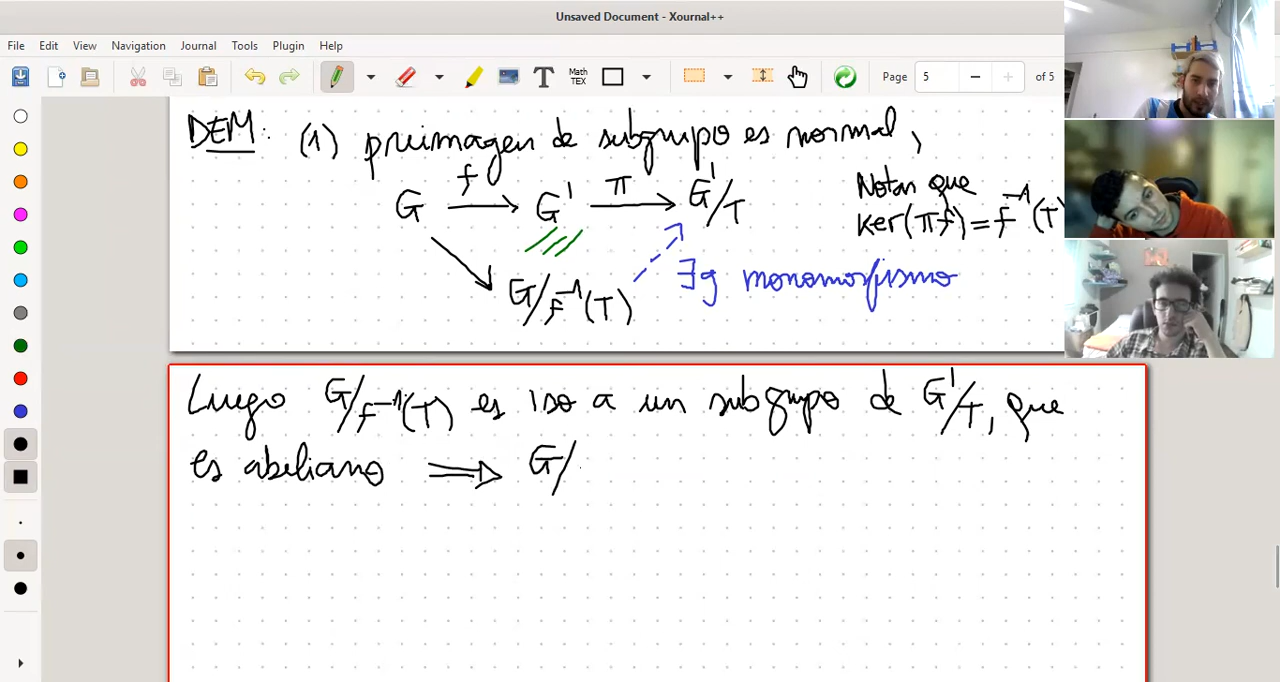 Unsaved Document - Xournal++
File Edit View Navigation Journal Tools Plugin Help
T Math TEX Page 5 of 5
DEM: (1) preimagen de subgrupo es normal,
G f→ G' π→ G'/T
Notar que
ker(πf) = f⁻¹(T)
G/f⁻¹(T) ∃g monomorfismo
Luego G/f⁻¹(T) es iso a un subgrupo de G'/T, que
es abeliano ⟹ G/